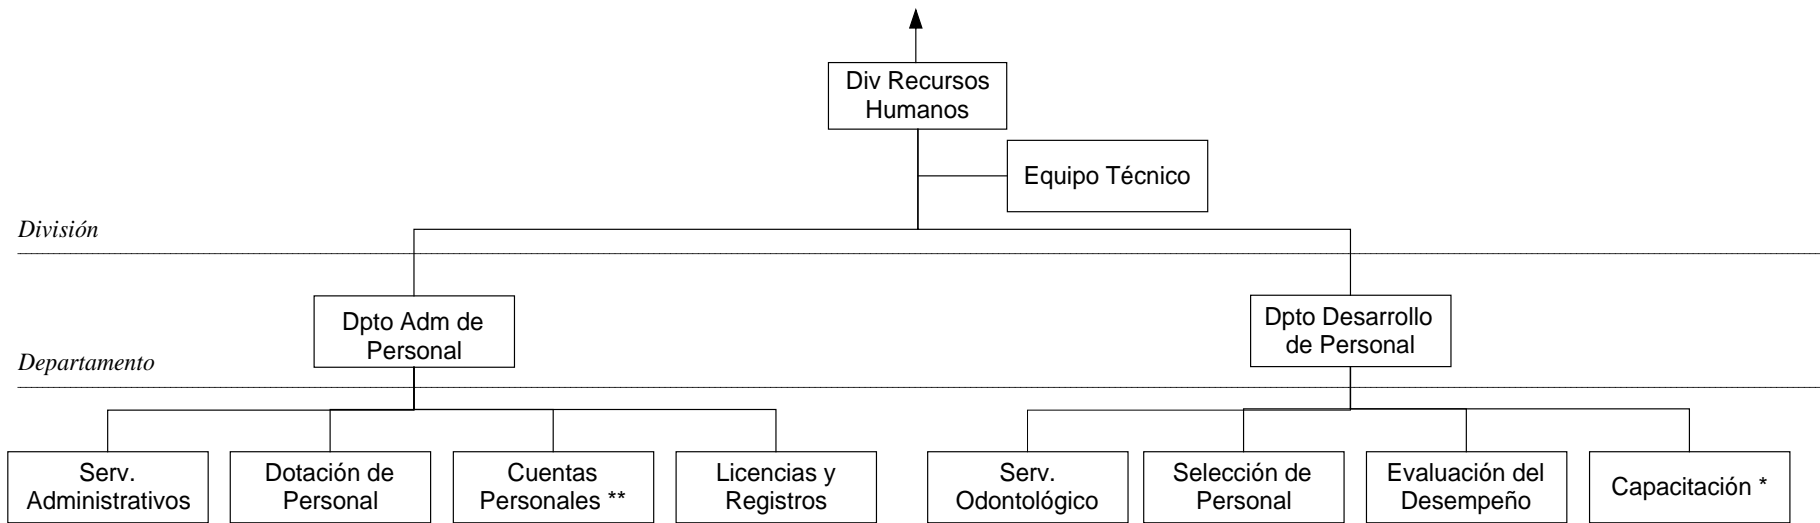 Div Recursos
Humanos
Equipo Técnico
División
Dpto Adm de
Personal
Dpto Desarrollo
de Personal
Departamento
Serv.
Administrativos
Dotación de
Personal
Cuentas
Personales **
Licencias y
Registros
Serv.
Odontológico
Selección de
Personal
Evaluación del
Desempeño
Capacitación *